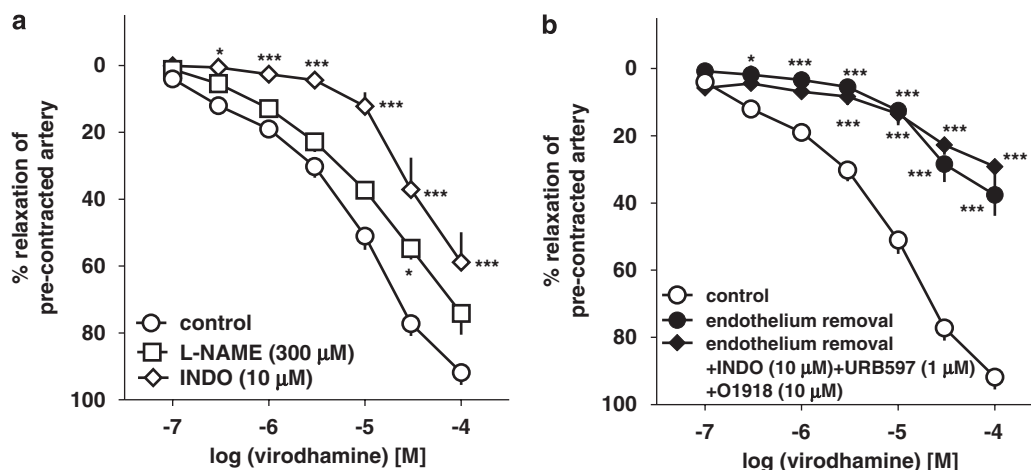 a
% relaxation of
pre-contracted artery
0
20
40
60
80
100
* *** *** ***
***
***
***
*
control
L-NAME (300 µM)
INDO (10 µM)
-7 -6 -5 -4
log (virodhamine) [M]
b
% relaxation of
pre-contracted artery
0
20
40
60
80
100
* *** *** ***
*** *** *** ***
*** ***
control
endothelium removal
endothelium removal
+INDO (10 µM)+URB597 (1 µM)
+O1918 (10 µM)
-7 -6 -5 -4
log (virodhamine) [M]